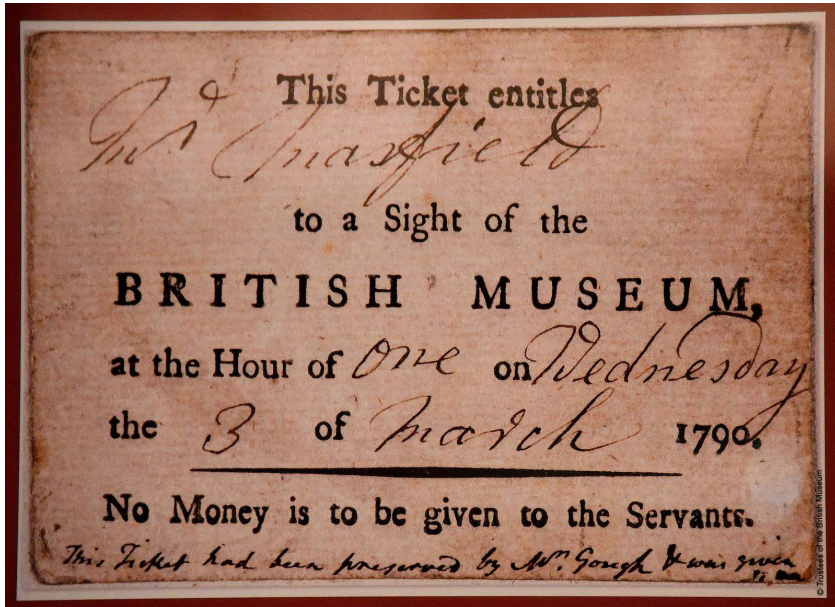 This Ticket entitles
to a Sight of the
BRITISH MUSEUM,
at the Hour of One on Wednesday
the 3 of March 1790.
No Money is to be given to the Servants.
This Ticket had been preserved by Mr. Gough & was given
© Trustees of the British Museum